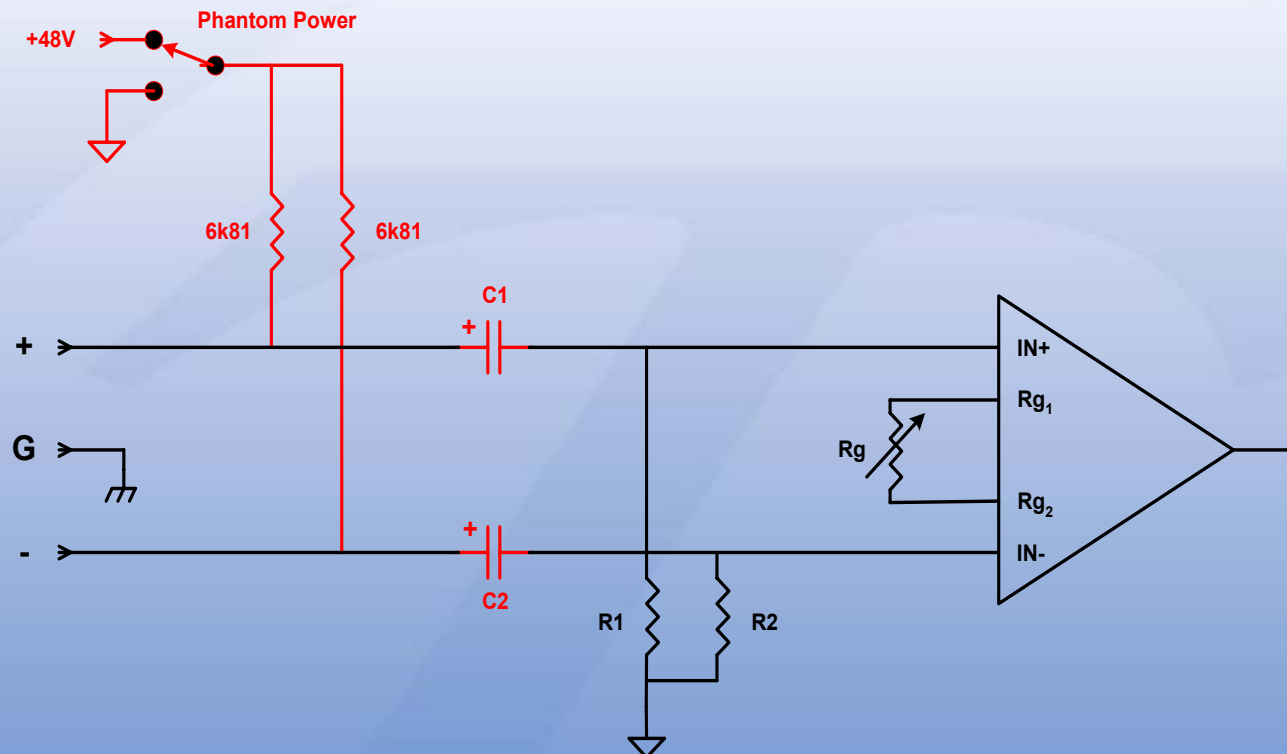 Phantom Power
+48V
6k81
6k81
C1
+
+
IN+
Rg1
Rg
G
Rg2
+
-
IN-
C2
R1
R2